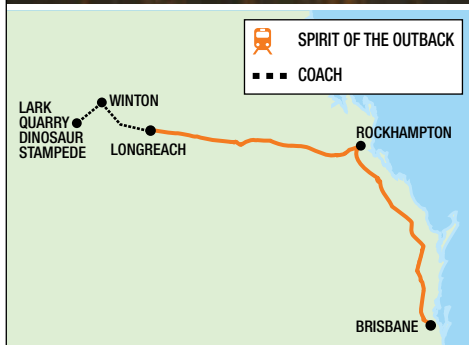 SPIRIT OF THE OUTBACK
COACH
WINTON
LARK
QUARRY
DINOSAUR
STAMPEDE
LONGREACH
ROCKHAMPTON
BRISBANE